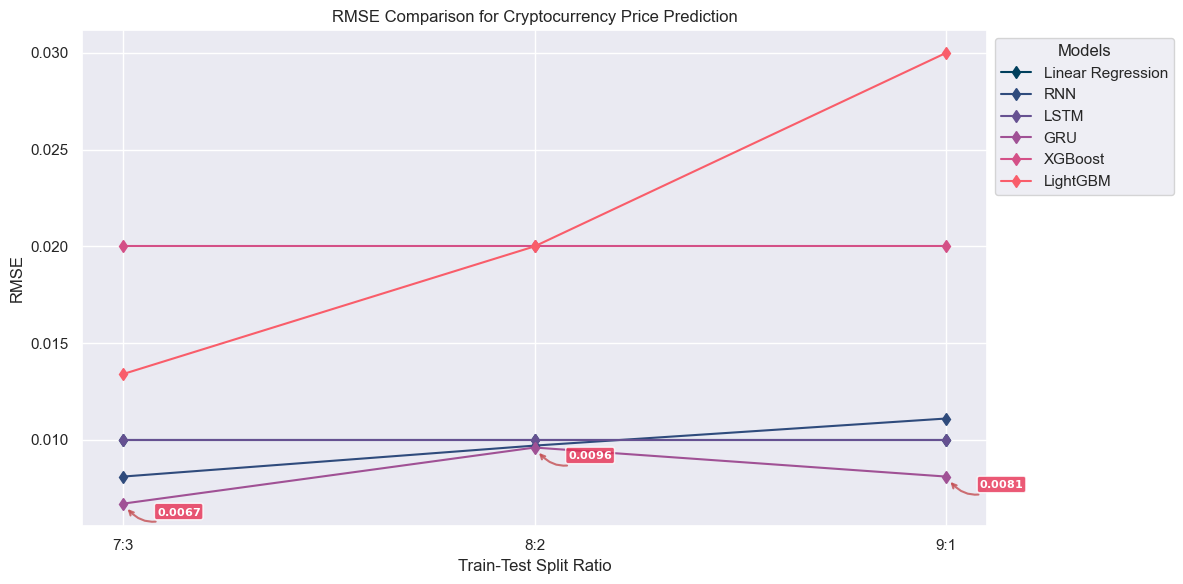 RMSE Comparison for Cryptocurrency Price Prediction
0.030
0.025
0.020
0.015
0.010
RMSE
7:3
8:2
9:1
Train-Test Split Ratio
0.0067
0.0096
0.0081
Models
Linear Regression
RNN
LSTM
GRU
XGBoost
LightGBM